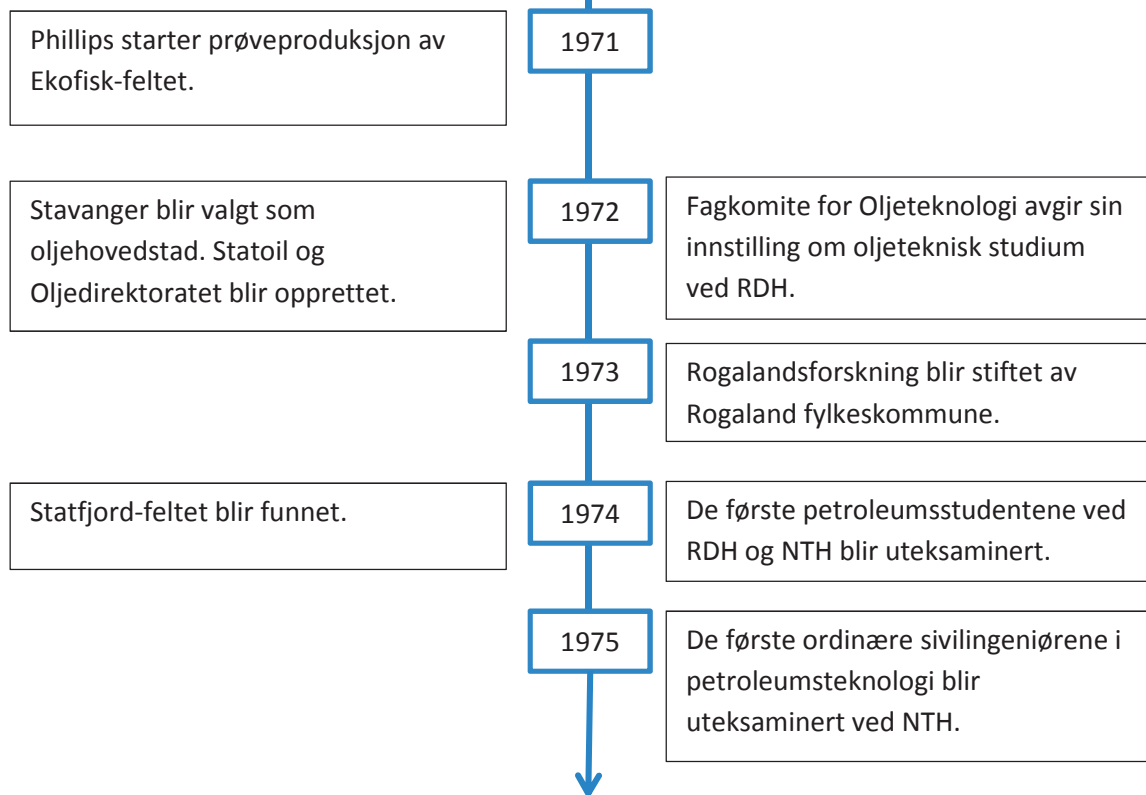 Phillips starter prøveproduksjon av
Ekofisk-feltet.
1971
Stavanger blir valgt som
oljehovedstad. Statoil og
Oljedirektoratet blir opprettet.
1972
Fagkomite for Oljeteknologi avgir sin
innstilling om oljeteknisk studium
ved RDH.
1973
Rogalandsforskning blir stiftet av
Rogaland fylkeskommune.
Statfjord-feltet blir funnet.
1974
De første petroleumsstudentene ved
RDH og NTH blir uteksaminert.
1975
De første ordinære sivilingeniørene i
petroleumsteknologi blir
uteksaminert ved NTH.